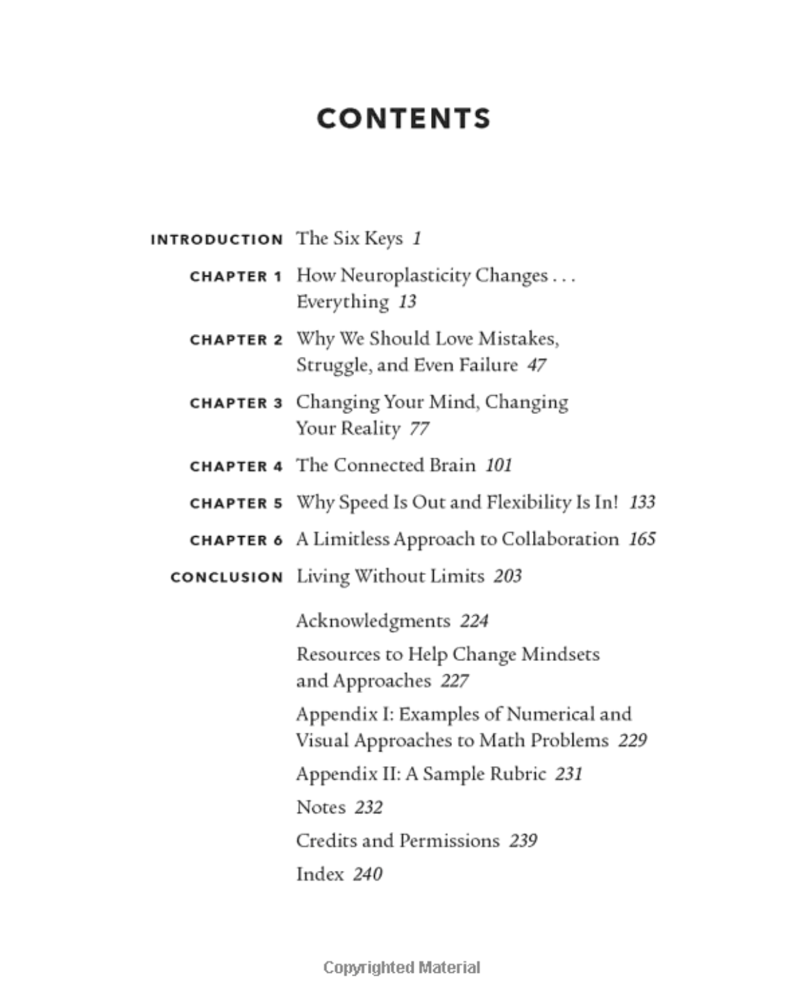 CONTENTS
INTRODUCTION The Six Keys 1
CHAPTER 1 How Neuroplasticity Changes . . .
Everything 13
CHAPTER 2 Why We Should Love Mistakes,
Struggle, and Even Failure 47
CHAPTER 3 Changing Your Mind, Changing
Your Reality 77
CHAPTER 4 The Connected Brain 101
CHAPTER 5 Why Speed Is Out and Flexibility Is In! 133
CHAPTER 6 A Limitless Approach to Collaboration 165
CONCLUSION Living Without Limits 203
Acknowledgments 224
Resources to Help Change Mindsets
and Approaches 227
Appendix I: Examples of Numerical and
Visual Approaches to Math Problems 229
Appendix II: A Sample Rubric 231
Notes 232
Credits and Permissions 239
Index 240
Copyrighted Material